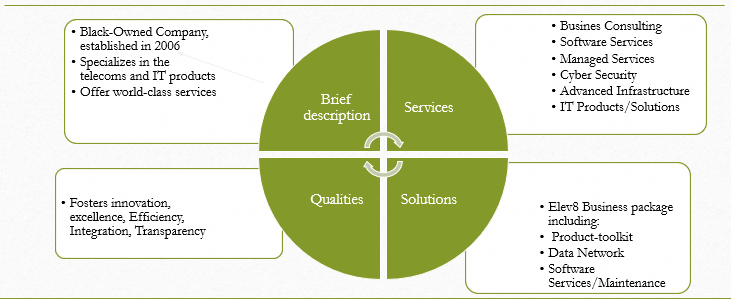 • Black-Owned Company,
established in 2006
• Specializes in the
telecoms and IT products
• Offer world-class services
Brief
description
Services
• Busines Consulting
• Software Services
• Managed Services
• Cyber Security
• Advanced Infrastructure
• IT Products/Solutions
• Fosters innovation,
excellence, Efficiency,
Integration, Transparency
Qualities
Solutions
• Elev8 Business package
including:
• Product-toolkit
• Data Network
• Software
Services/Maintenance